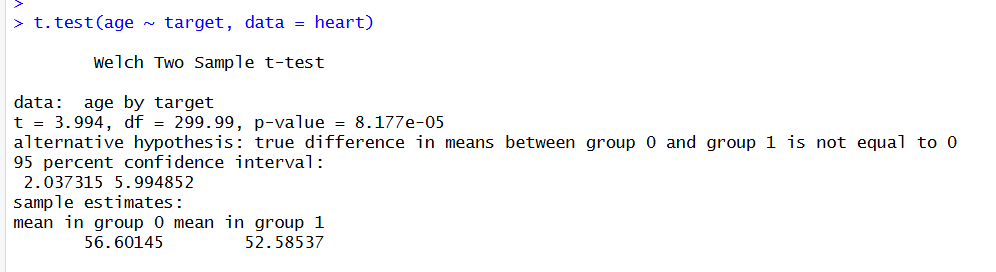 >
> t.test(age ~ target, data = heart)
Welch Two Sample t-test
data:  age by target
t = 3.994, df = 299.99, p-value = 8.177e-05
alternative hypothesis: true difference in means between group 0 and group 1 is not equal to 0
95 percent confidence interval:
 2.037315 5.994852
sample estimates:
mean in group 0 mean in group 1
       56.60145        52.58537